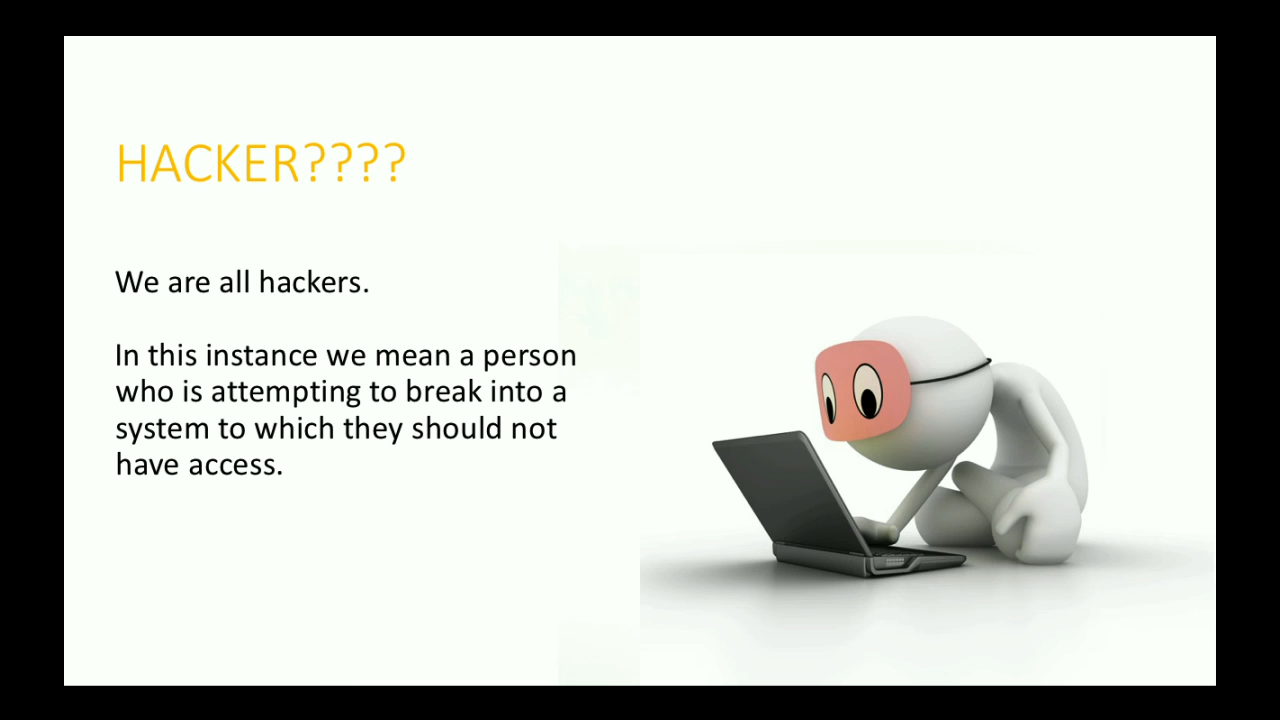 HACKER????
We are all hackers.
In this instance we mean a person
who is attempting to break into a
system to which they should not
have access.